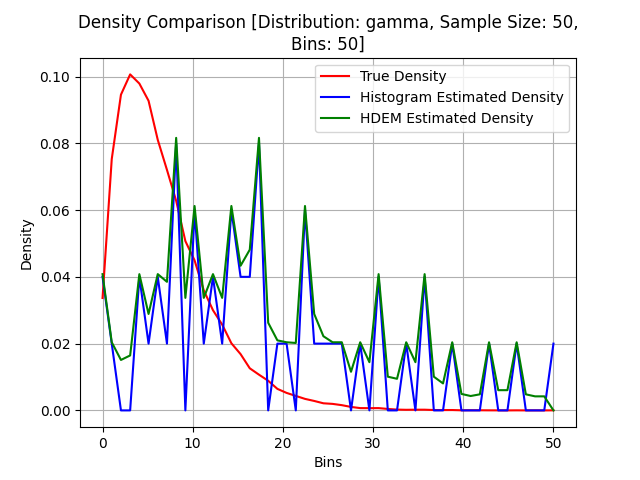 Density Comparison [Distribution: gamma, Sample Size: 50,
Bins: 50]
True Density
Histogram Estimated Density
HDEM Estimated Density
Density
0.10
0.08
0.06
0.04
0.02
0.00
0
10
20
30
40
50
Bins